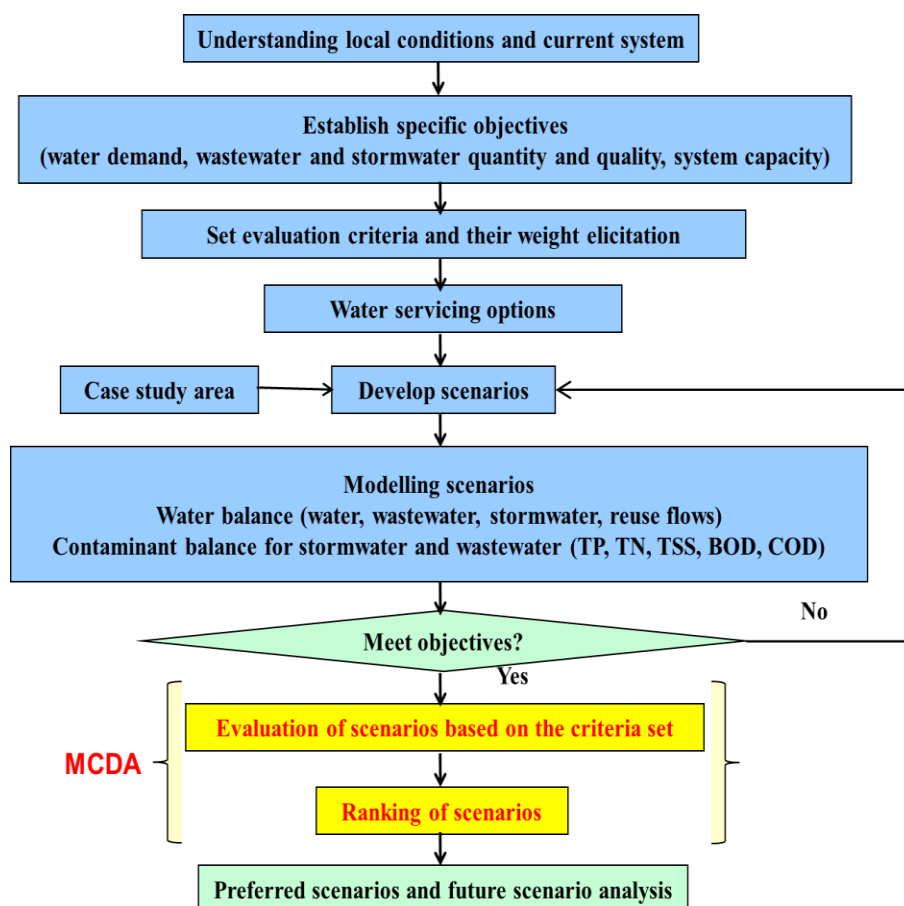 Understanding local conditions and current system
Establish specific objectives
(water demand, wastewater and stormwater quantity and quality, system capacity)
Set evaluation criteria and their weight elicitation
Water servicing options
Case study area
Develop scenarios
Modelling scenarios
Water balance (water, wastewater, stormwater, reuse flows)
Contaminant balance for stormwater and wastewater (TP, TN, TSS, BOD, COD)
No
Meet objectives?
Yes
Evaluation of scenarios based on the criteria set
MCDA
Ranking of scenarios
Preferred scenarios and future scenario analysis